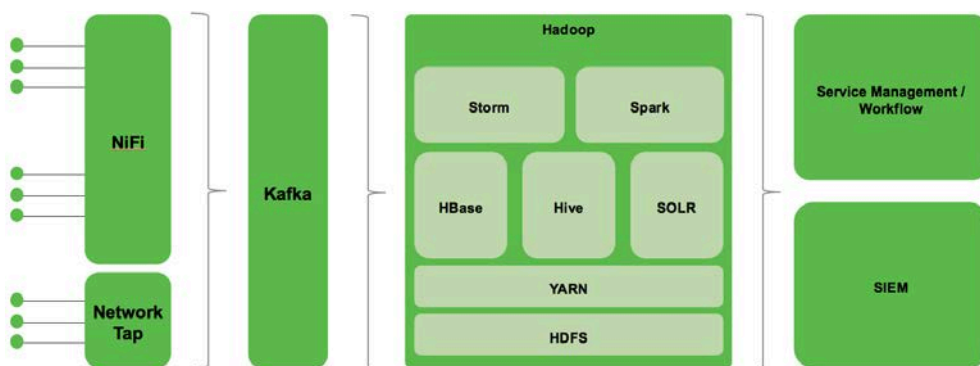 NiFi
Network
Tap
Kafka
Hadoop
Storm
Spark
HBase
Hive
SOLR
YARN
HDFS
Service Management /
Workflow
SIEM